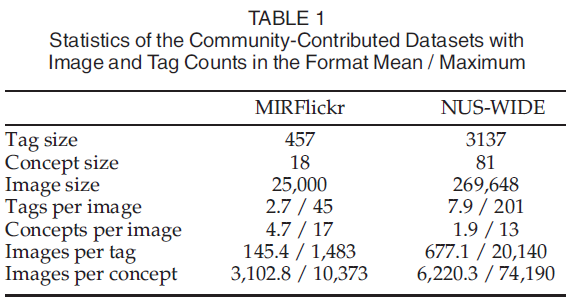 TABLE 1
Statistics of the Community-Contributed Datasets with
Image and Tag Counts in the Format Mean / Maximum
MIRFlickr NUS-WIDE
Tag size 457 3137
Concept size 18 81
Image size 25,000 269,648
Tags per image 2.7 / 45 7.9 / 201
Concepts per image 4.7 / 17 1.9 / 13
Images per tag 145.4 / 1,483 677.1 / 20,140
Images per concept 3,102.8 / 10,373 6,220.3 / 74,190